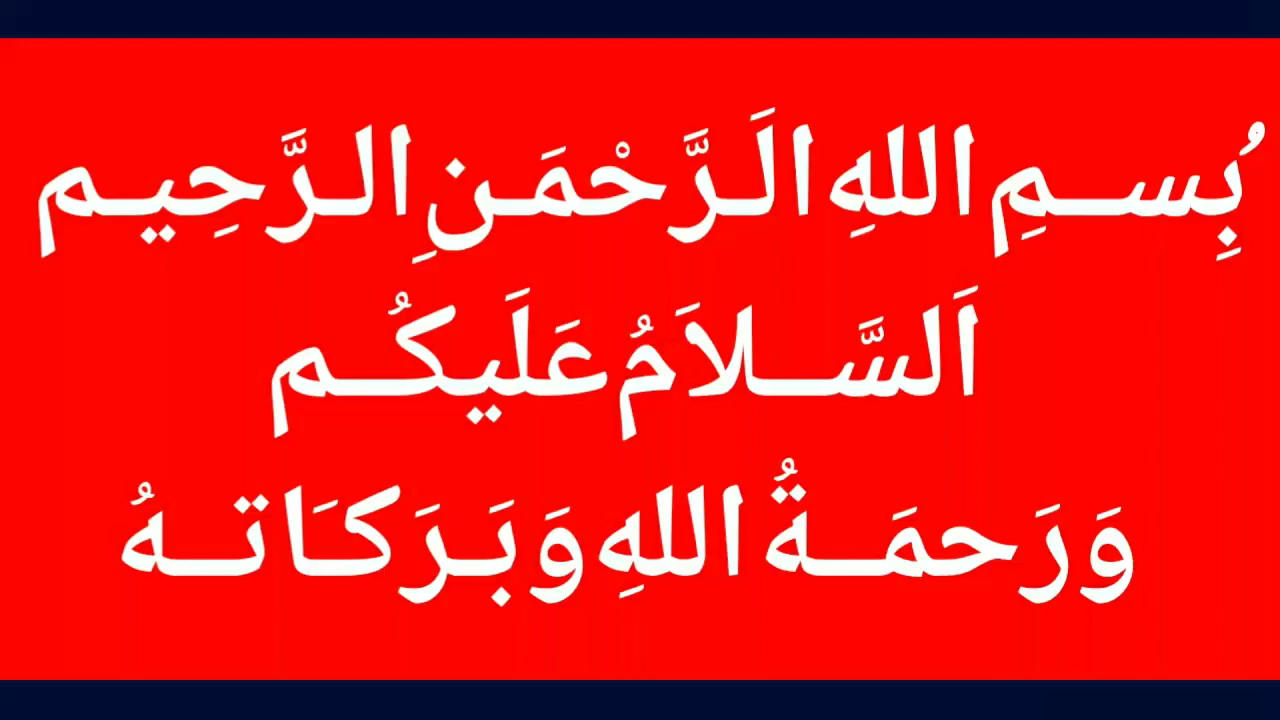 بُِسمِ اللهِ الَرَّحْمَنِ الرَّحِيم
اَلسَّلاَمُ عَلَيكُم
وَرَحمَةُ اللهِ وَبَرَكَاتهُ